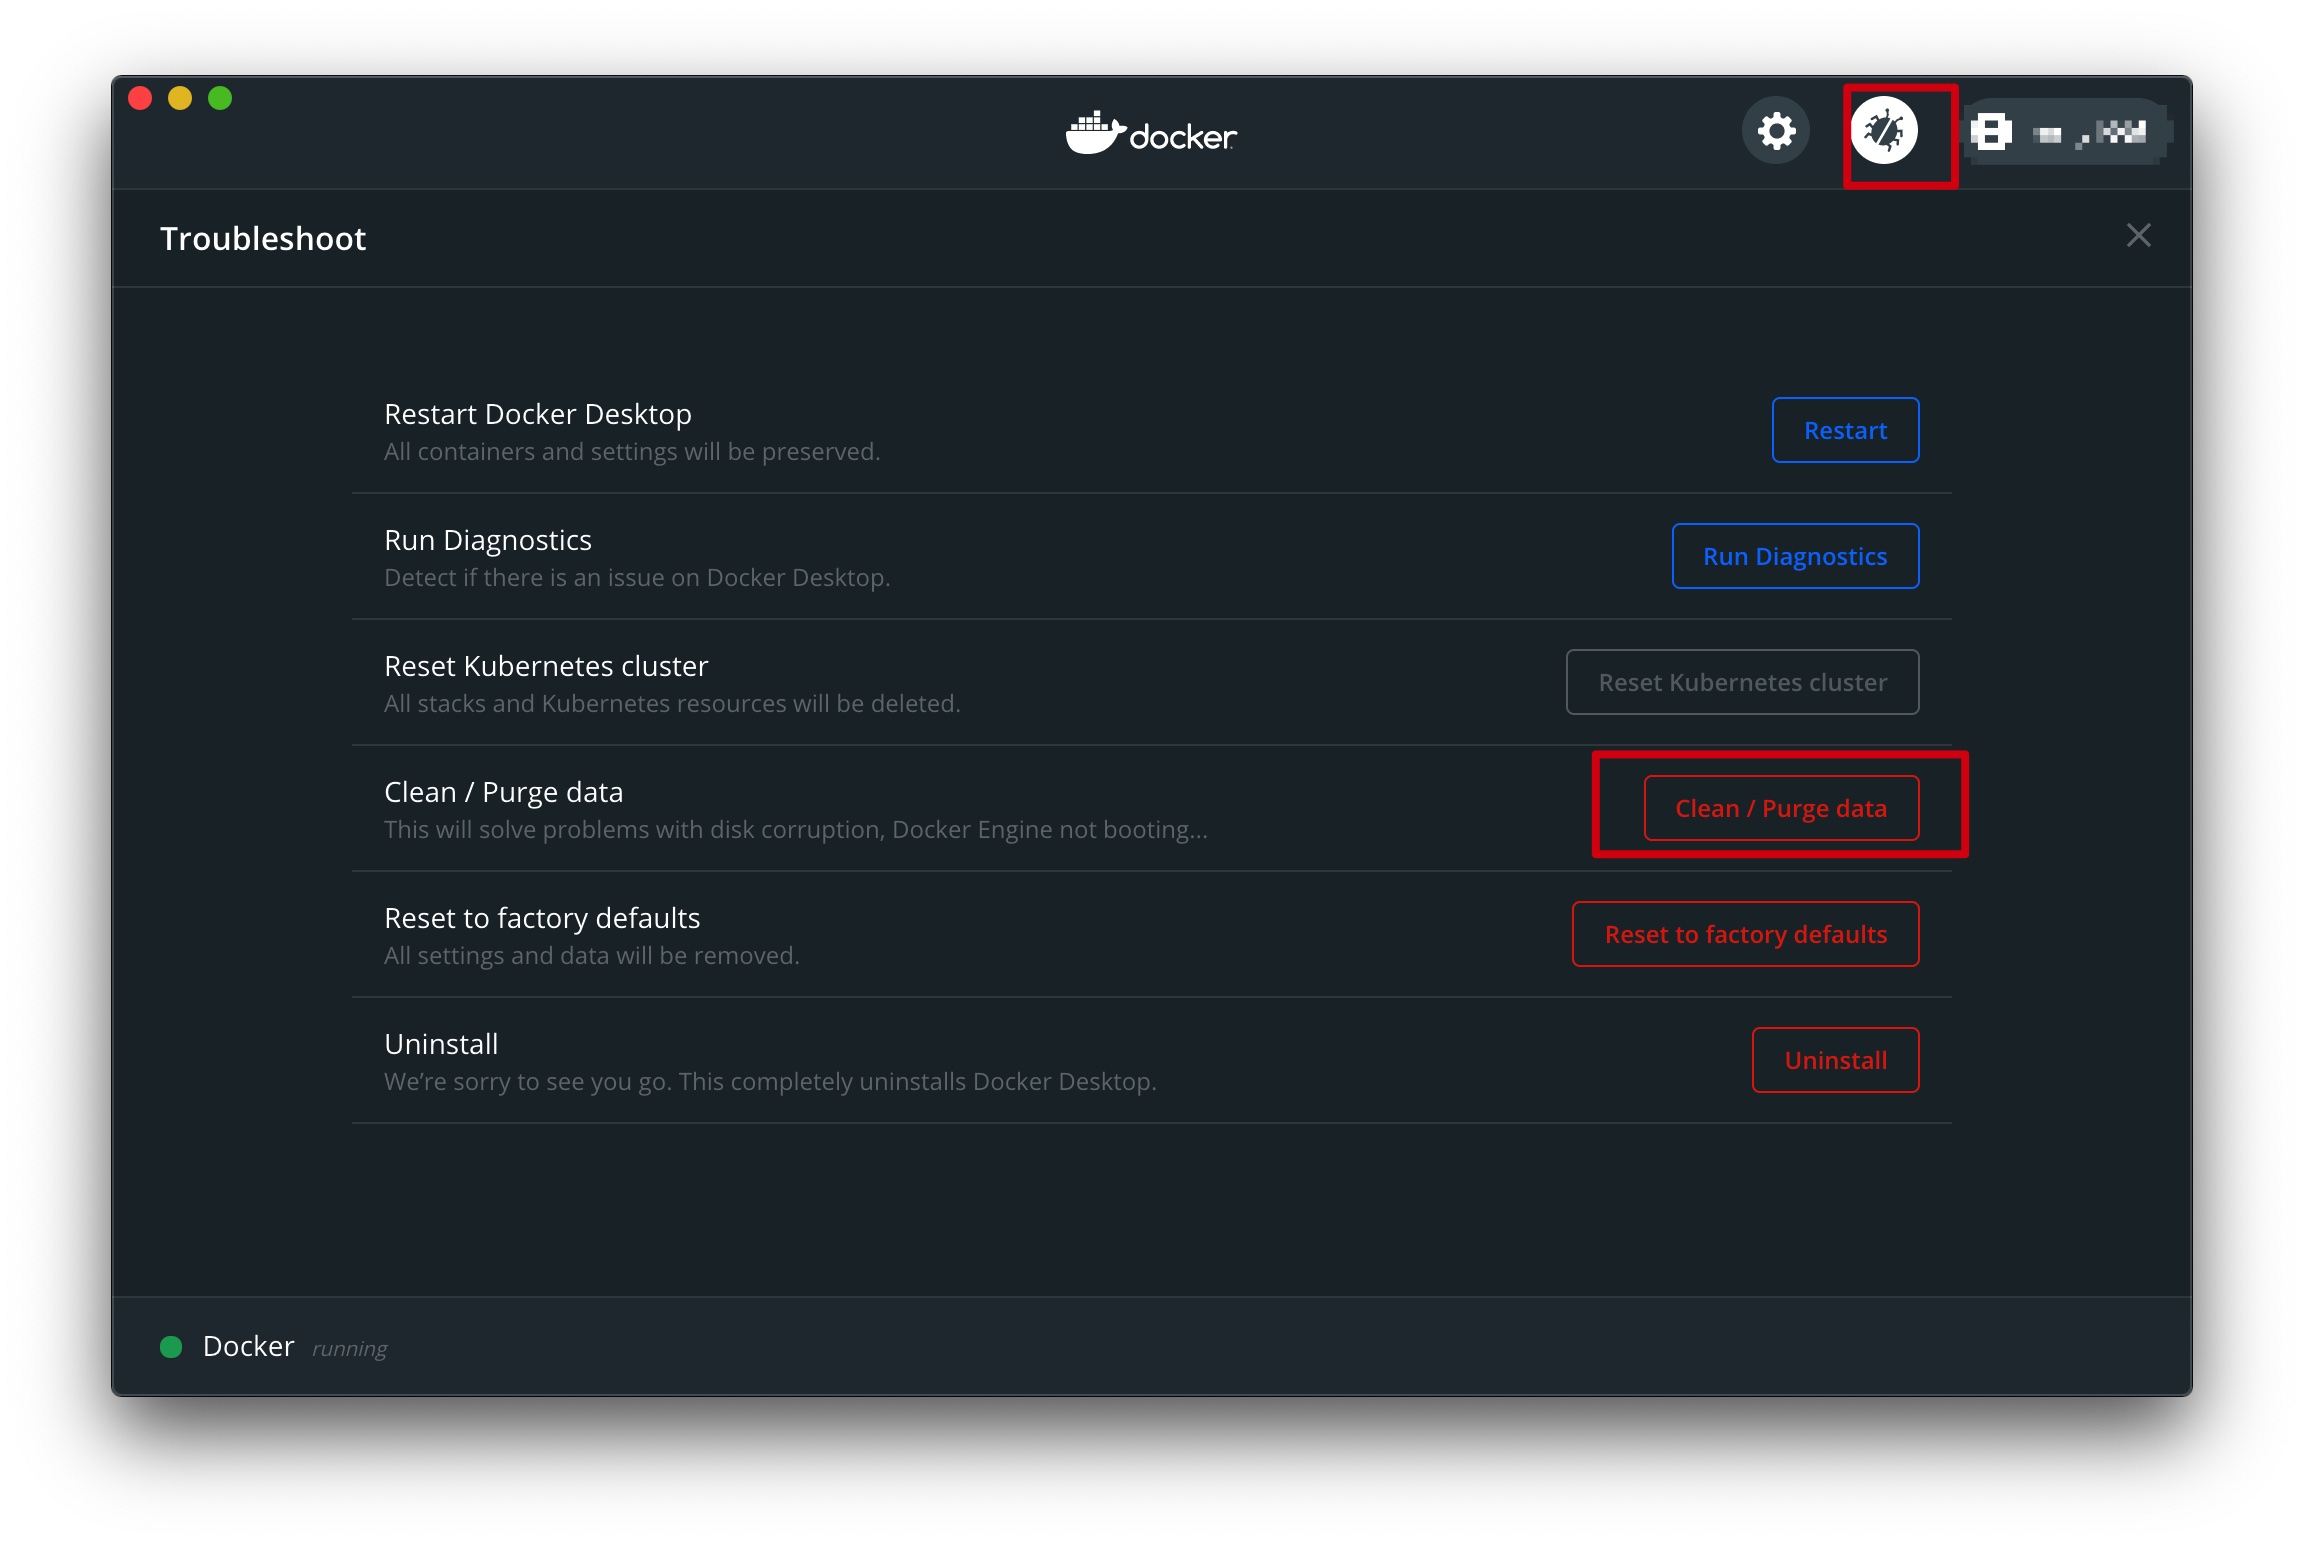 docker
Troubleshoot
Restart Docker Desktop
All containers and settings will be preserved.
Restart
Run Diagnostics
Detect if there is an issue on Docker Desktop.
Run Diagnostics
Reset Kubernetes cluster
All stacks and Kubernetes resources will be deleted.
Reset Kubernetes cluster
Clean / Purge data
This will solve problems with disk corruption, Docker Engine not booting...
Clean / Purge data
Reset to factory defaults
All settings and data will be removed.
Reset to factory defaults
Uninstall
We’re sorry to see you go. This completely uninstalls Docker Desktop.
Uninstall
Docker running